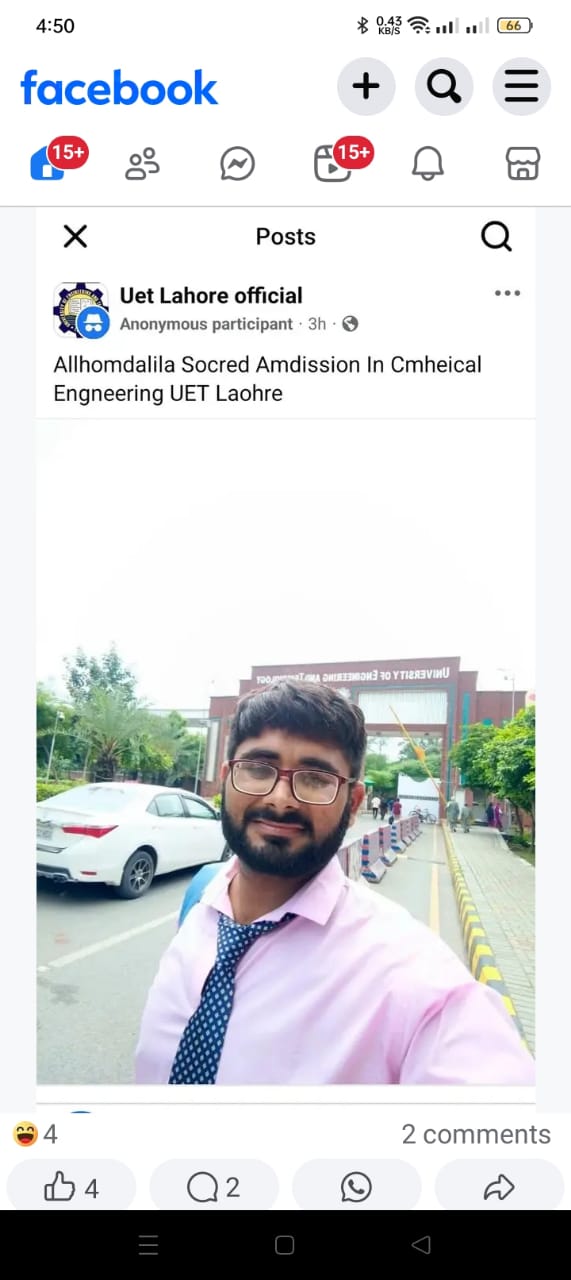 4:50
0.43
KB/S
66
facebook
15+
15+
Posts
Uet Lahore official
Anonymous participant · 3h ·
Allhomdalila Socred Amdission In Cmheical
Engneering UET Laohre
UNIVERSITY OF ENGINEERING AND TECHNOLOGY
4
2 comments
4
2